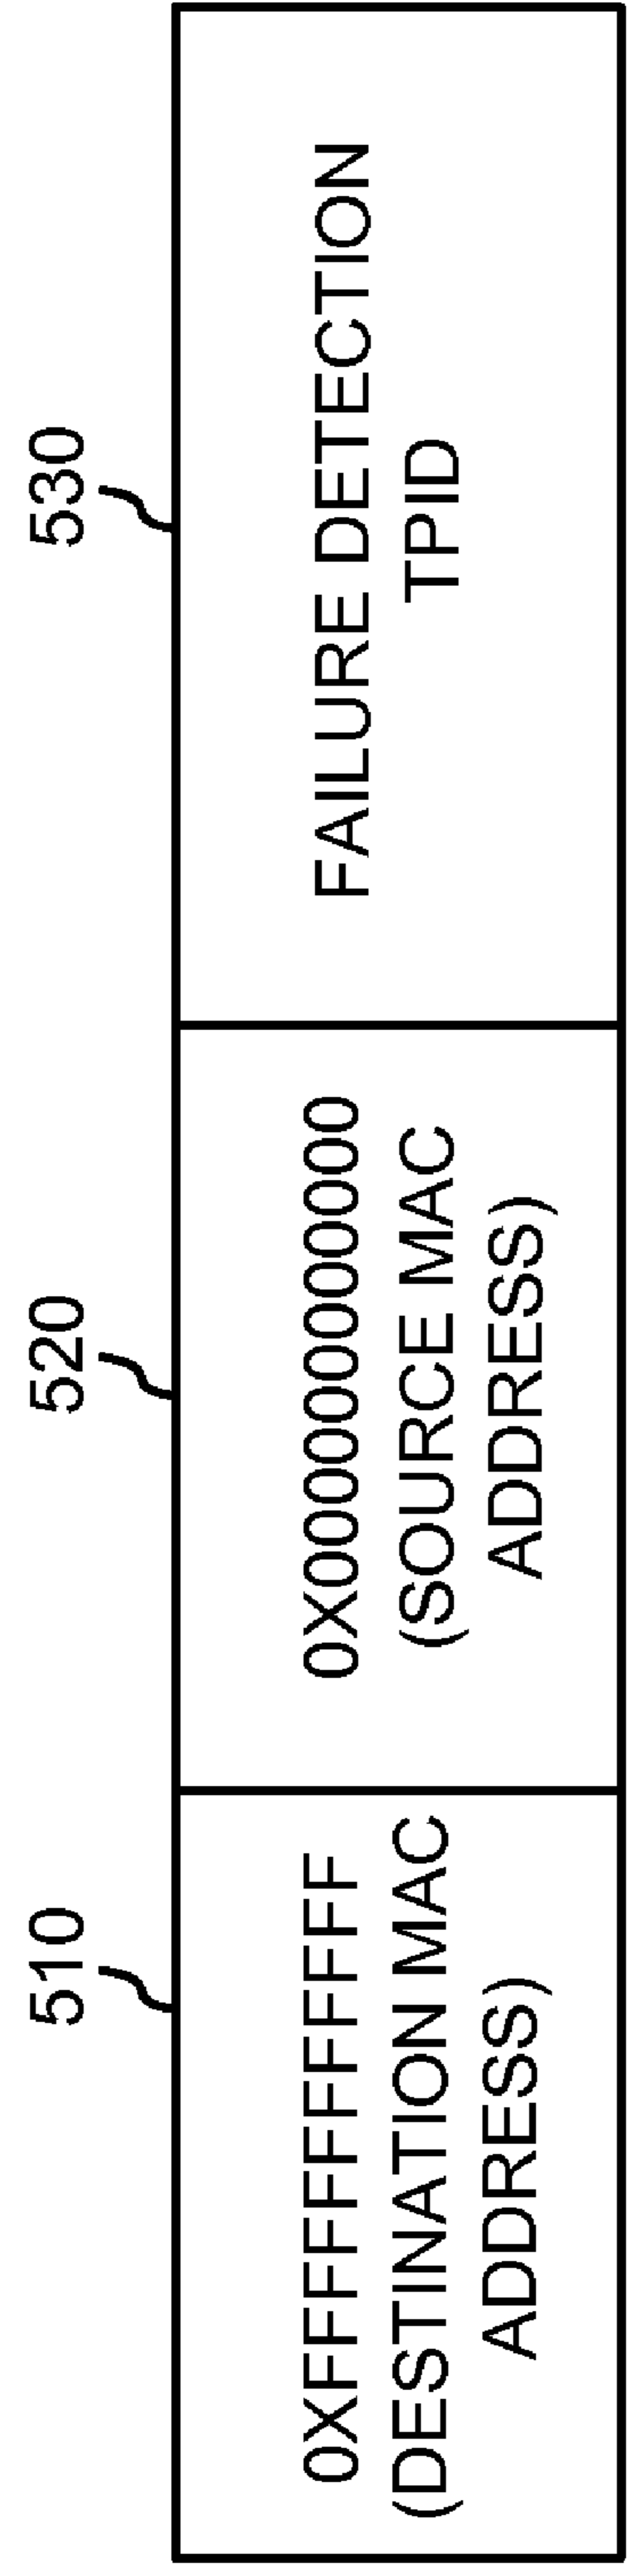 510
0XFFFFFFFFFFFF
(DESTINATION MAC
ADDRESS)
520
0X000000000000
(SOURCE MAC
ADDRESS)
530
FAILURE DETECTION
TPID